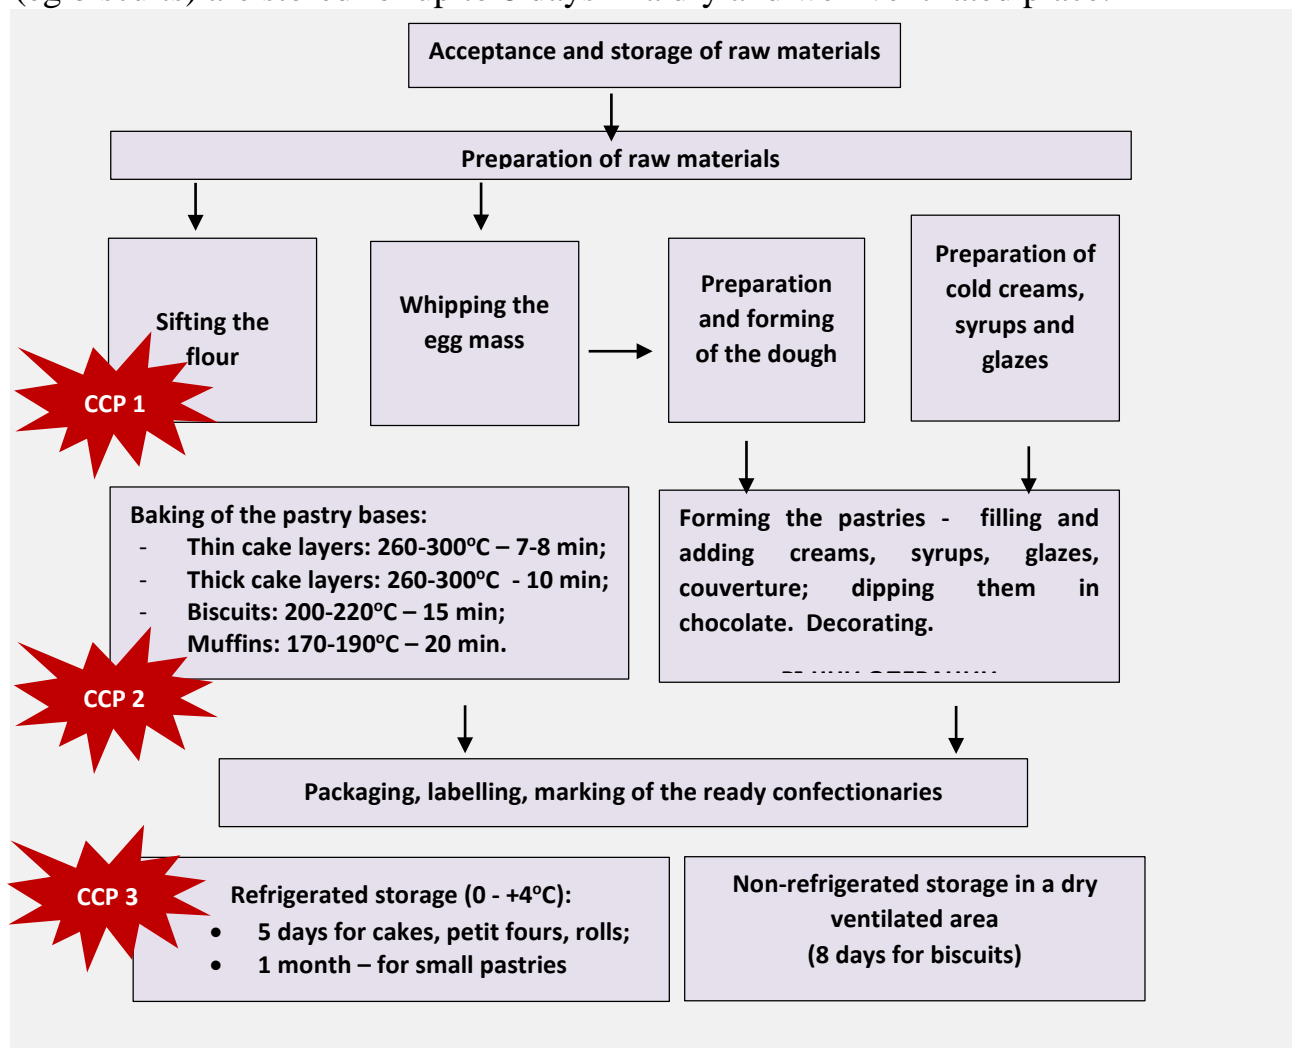 Acceptance and storage of raw materials
Preparation of raw materials
Sifting the
flour
CCP 1
Whipping the
egg mass
Preparation
and forming
of the dough
Preparation of
cold creams,
syrups and
glazes
Baking of the pastry bases:
- Thin cake layers: 260-300°C – 7-8 min;
- Thick cake layers: 260-300°C - 10 min;
- Biscuits: 200-220°C – 15 min;
Muffins: 170-190°C – 20 min.
CCP 2
Forming the pastries - filling and
adding creams, syrups, glazes,
couverture; dipping them in
chocolate. Decorating.
Packaging, labelling, marking of the ready confectionaries
CCP 3
Refrigerated storage (0 - +4°C):
• 5 days for cakes, petit fours, rolls;
• 1 month – for small pastries
Non-refrigerated storage in a dry
ventilated area
(8 days for biscuits)